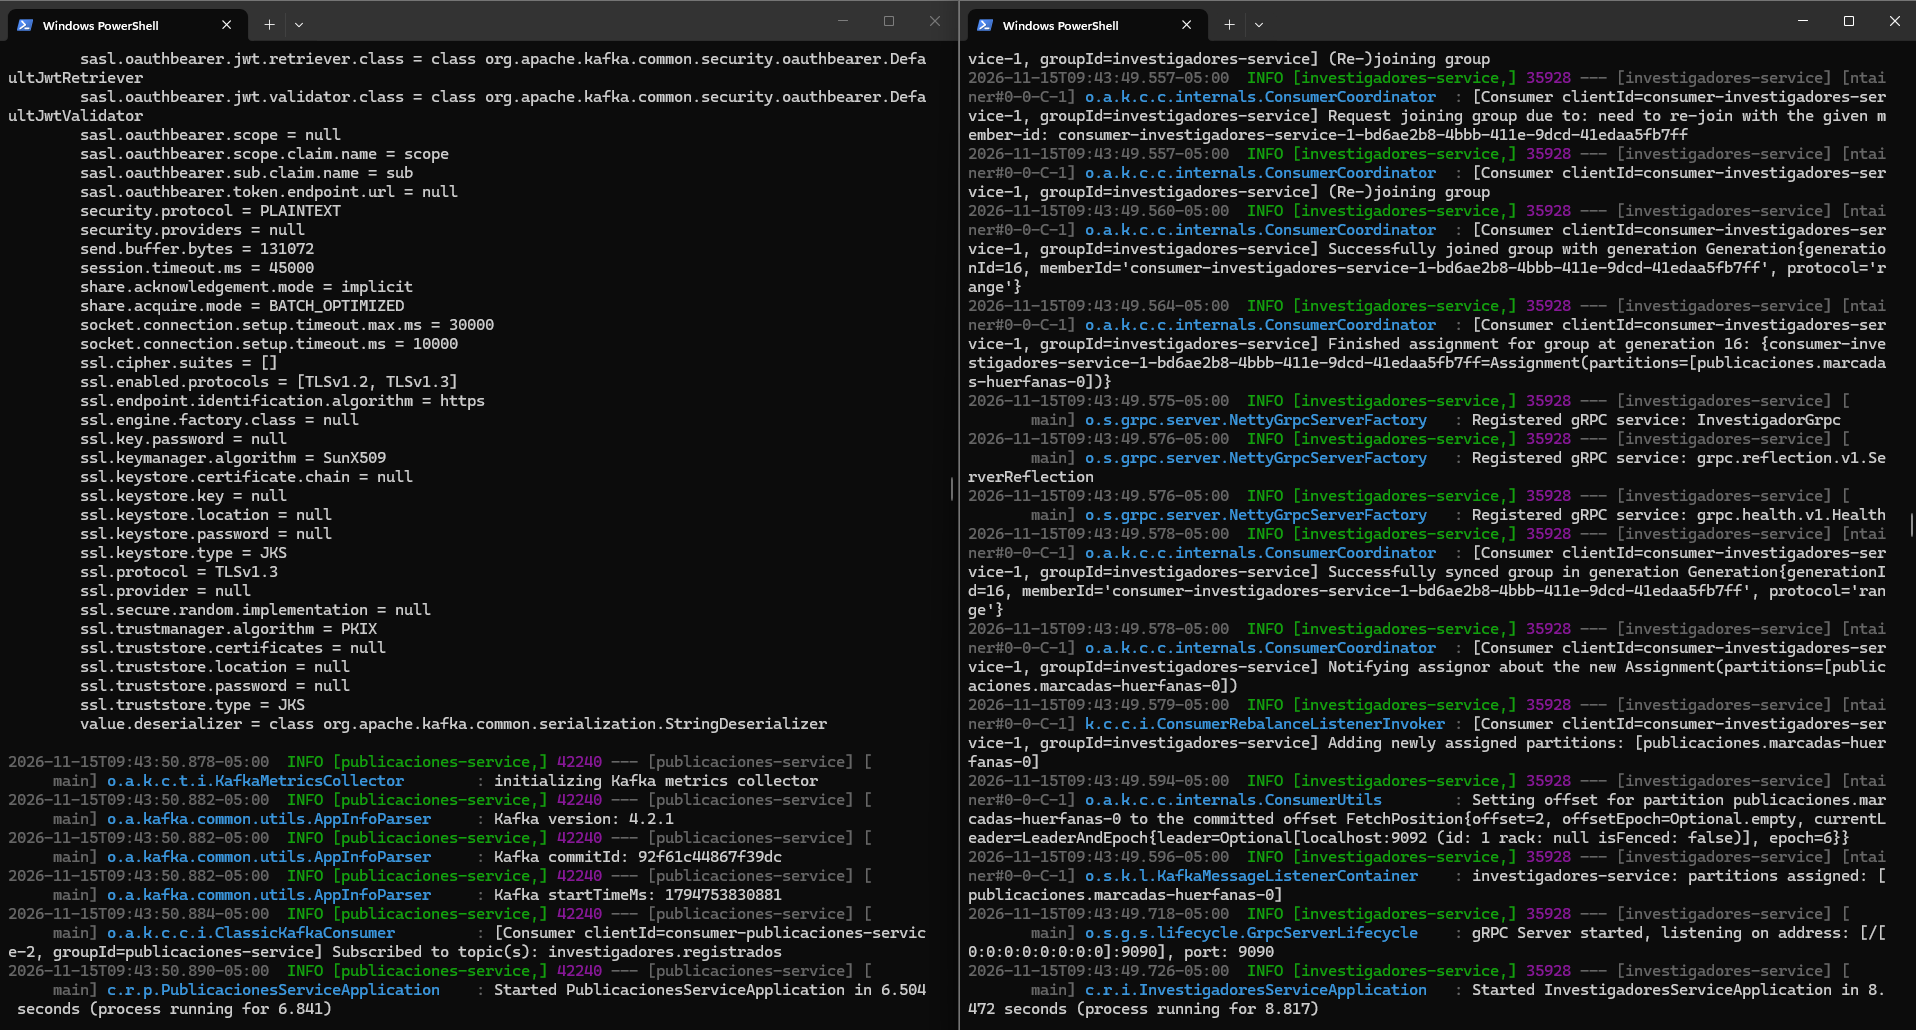 Windows PowerShell
sasl.oauthbearer.jwt.retriever.class = class org.apache.kafka.common.security.oauthbearer.Defa
ultJwtRetriever
sasl.oauthbearer.jwt.validator.class = class org.apache.kafka.common.security.oauthbearer.Defa
ultJwtValidator
sasl.oauthbearer.scope = null
sasl.oauthbearer.scope.claim.name = scope
sasl.oauthbearer.sub.claim.name = sub
sasl.oauthbearer.token.endpoint.url = null
security.protocol = PLAINTEXT
security.providers = null
send.buffer.bytes = 131072
session.timeout.ms = 45000
share.acknowledgement.mode = implicit
share.acquire.mode = BATCH_OPTIMIZED
socket.connection.setup.timeout.max.ms = 30000
socket.connection.setup.timeout.ms = 10000
ssl.cipher.suites = []
ssl.enabled.protocols = [TLSv1.2, TLSv1.3]
ssl.endpoint.identification.algorithm = https
ssl.engine.factory.class = null
ssl.key.password = null
ssl.keymanager.algorithm = SunX509
ssl.keystore.certificate.chain = null
ssl.keystore.key = null
ssl.keystore.location = null
ssl.keystore.password = null
ssl.keystore.type = JKS
ssl.protocol = TLSv1.3
ssl.provider = null
ssl.secure.random.implementation = null
ssl.trustmanager.algorithm = PKIX
ssl.truststore.certificates = null
ssl.truststore.location = null
ssl.truststore.password = null
ssl.truststore.type = JKS
value.deserializer = class org.apache.kafka.common.serialization.StringDeserializer
2026-11-15T09:43:50.878-05:00  INFO [publicaciones-service,] 42240 --- [publicaciones-service] [
main] o.a.k.c.t.i.KafkaMetricsCollector        : initializing Kafka metrics collector
2026-11-15T09:43:50.882-05:00  INFO [publicaciones-service,] 42240 --- [publicaciones-service] [
main] o.a.kafka.common.utils.AppInfoParser     : Kafka version: 4.2.1
2026-11-15T09:43:50.882-05:00  INFO [publicaciones-service,] 42240 --- [publicaciones-service] [
main] o.a.kafka.common.utils.AppInfoParser     : Kafka commitId: 92f61c44867f39dc
2026-11-15T09:43:50.882-05:00  INFO [publicaciones-service,] 42240 --- [publicaciones-service] [
main] o.a.kafka.common.utils.AppInfoParser     : Kafka startTimeMs: 1794753830881
2026-11-15T09:43:50.884-05:00  INFO [publicaciones-service,] 42240 --- [publicaciones-service] [
main] o.a.k.c.c.i.ClassicKafkaConsumer         : [Consumer clientId=consumer-publicaciones-servic
e-2, groupId=publicaciones-service] Subscribed to topic(s): investigadores.registrados
2026-11-15T09:43:50.890-05:00  INFO [publicaciones-service,] 42240 --- [publicaciones-service] [
main] c.r.p.PublicacionesServiceApplication    : Started PublicacionesServiceApplication in 6.504
seconds (process running for 6.841)
Windows PowerShell
vice-1, groupId=investigadores-service] (Re-)joining group
2026-11-15T09:43:49.557-05:00  INFO [investigadores-service,] 35928 --- [investigadores-service] [ntai
ner#0-0-C-1] o.a.k.c.c.internals.ConsumerCoordinator  : [Consumer clientId=consumer-investigadores-ser
vice-1, groupId=investigadores-service] Request joining group due to: need to re-join with the given m
ember-id: consumer-investigadores-service-1-bd6ae2b8-4bbb-411e-9dcd-41edaa5fb7ff
2026-11-15T09:43:49.557-05:00  INFO [investigadores-service,] 35928 --- [investigadores-service] [ntai
ner#0-0-C-1] o.a.k.c.c.internals.ConsumerCoordinator  : [Consumer clientId=consumer-investigadores-ser
vice-1, groupId=investigadores-service] (Re-)joining group
2026-11-15T09:43:49.560-05:00  INFO [investigadores-service,] 35928 --- [investigadores-service] [ntai
ner#0-0-C-1] o.a.k.c.c.internals.ConsumerCoordinator  : [Consumer clientId=consumer-investigadores-ser
vice-1, groupId=investigadores-service] Successfully joined group with generation Generation{generatio
nId=16, memberId='consumer-investigadores-service-1-bd6ae2b8-4bbb-411e-9dcd-41edaa5fb7ff', protocol='r
ange'}
2026-11-15T09:43:49.564-05:00  INFO [investigadores-service,] 35928 --- [investigadores-service] [ntai
ner#0-0-C-1] o.a.k.c.c.internals.ConsumerCoordinator  : [Consumer clientId=consumer-investigadores-ser
vice-1, groupId=investigadores-service] Finished assignment for group at generation 16: {consumer-inve
stigadores-service-1-bd6ae2b8-4bbb-411e-9dcd-41edaa5fb7ff=Assignment(partitions=[publicaciones.marcada
s-huerfanas-0])}
2026-11-15T09:43:49.575-05:00  INFO [investigadores-service,] 35928 --- [investigadores-service] [
main] o.s.grpc.server.NettyGrpcServerFactory   : Registered gRPC service: InvestigadorGrpc
2026-11-15T09:43:49.576-05:00  INFO [investigadores-service,] 35928 --- [investigadores-service] [
main] o.s.grpc.server.NettyGrpcServerFactory   : Registered gRPC service: grpc.reflection.v1.Se
rverReflection
2026-11-15T09:43:49.576-05:00  INFO [investigadores-service,] 35928 --- [investigadores-service] [
main] o.s.grpc.server.NettyGrpcServerFactory   : Registered gRPC service: grpc.health.v1.Health
2026-11-15T09:43:49.578-05:00  INFO [investigadores-service,] 35928 --- [investigadores-service] [ntai
ner#0-0-C-1] o.a.k.c.c.internals.ConsumerCoordinator  : [Consumer clientId=consumer-investigadores-ser
vice-1, groupId=investigadores-service] Successfully synced group in generation Generation{generationI
d=16, memberId='consumer-investigadores-service-1-bd6ae2b8-4bbb-411e-9dcd-41edaa5fb7ff', protocol='ran
ge'}
2026-11-15T09:43:49.578-05:00  INFO [investigadores-service,] 35928 --- [investigadores-service] [ntai
ner#0-0-C-1] o.a.k.c.c.internals.ConsumerCoordinator  : [Consumer clientId=consumer-investigadores-ser
vice-1, groupId=investigadores-service] Notifying assignor about the new Assignment(partitions=[public
aciones.marcadas-huerfanas-0])
2026-11-15T09:43:49.579-05:00  INFO [investigadores-service,] 35928 --- [investigadores-service] [ntai
ner#0-0-C-1] k.c.c.i.ConsumerRebalanceListenerInvoker : [Consumer clientId=consumer-investigadores-ser
vice-1, groupId=investigadores-service] Adding newly assigned partitions: [publicaciones.marcadas-huer
fanas-0]
2026-11-15T09:43:49.594-05:00  INFO [investigadores-service,] 35928 --- [investigadores-service] [ntai
ner#0-0-C-1] o.a.k.c.c.internals.ConsumerUtils        : Setting offset for partition publicaciones.mar
cadas-huerfanas-0 to the committed offset FetchPosition{offset=2, offsetEpoch=Optional.empty, currentL
eader=LeaderAndEpoch{leader=Optional[localhost:9092 (id: 1 rack: null isFenced: false)], epoch=6}}
2026-11-15T09:43:49.596-05:00  INFO [investigadores-service,] 35928 --- [investigadores-service] [ntai
ner#0-0-C-1] o.s.k.l.KafkaMessageListenerContainer    : investigadores-service: partitions assigned: [
publicaciones.marcadas-huerfanas-0]
2026-11-15T09:43:49.718-05:00  INFO [investigadores-service,] 35928 --- [investigadores-service] [
main] o.s.g.s.lifecycle.GrpcServerLifecycle    : gRPC Server started, listening on address: [/[
0:0:0:0:0:0:0:0]:9090], port: 9090
2026-11-15T09:43:49.726-05:00  INFO [investigadores-service,] 35928 --- [investigadores-service] [
main] c.r.i.InvestigadoresServiceApplication   : Started InvestigadoresServiceApplication in 8.
472 seconds (process running for 8.817)